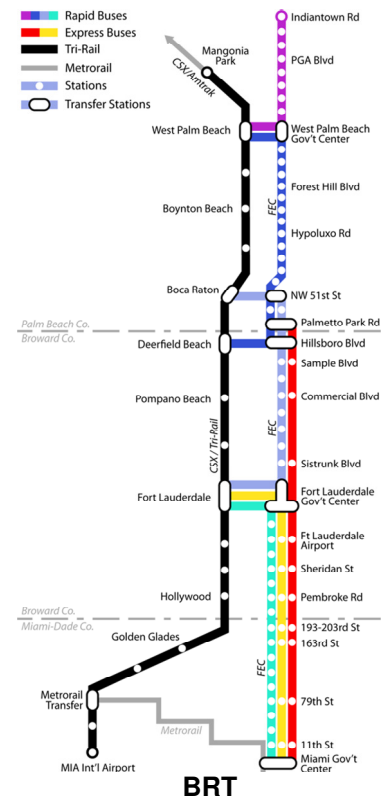 Rapid Buses
Express Buses
Tri-Rail
Metrorail
Stations
Transfer Stations
Indiantown Rd
Mangonia
Park
PGA Blvd
CSX/Amtrak
West Palm Beach
West Palm Beach
Gov't Center
Forest Hill Blvd
FEC
Boynton Beach
Hypoluxo Rd
Boca Raton
NW 51st St
Palm Beach Co.
Palmetto Park Rd
Broward Co.
Deerfield Beach
Hillsboro Blvd
Sample Blvd
Pompano Beach
Commercial Blvd
CSX / Tri-Rail
FEC
Sistrunk Blvd
Fort Lauderdale
Fort Lauderdale
Gov't Center
Ft Lauderdale
Airport
Sheridan St
Hollywood
Pembroke Rd
Broward Co.
Miami-Dade Co.
193-203rd St
Golden Glades
163rd St
FEC
Metrorail
Transfer
79th St
Metrorail
11th St
MIA Int'l Airport
Miami Gov't
Center
BRT